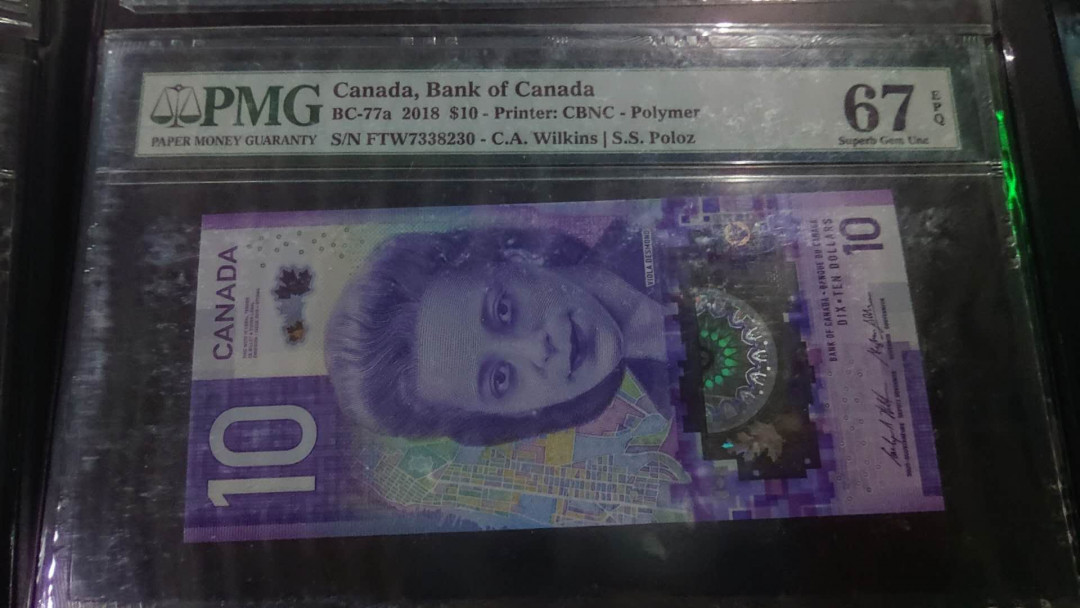 PMG
PAPER MONEY GUARANTY
Canada, Bank of Canada
BC-77a 2018 $10 - Printer: CBNC - Polymer
S/N FTW7338230 - C.A. Wilkins | S.S. Poloz
67
EPQ
Superb Gem Unc
CANADA
10
VIOLA DESMOND
BANK OF CANADA • BANQUE DU CANADA
DIX • TEN DOLLARS
10